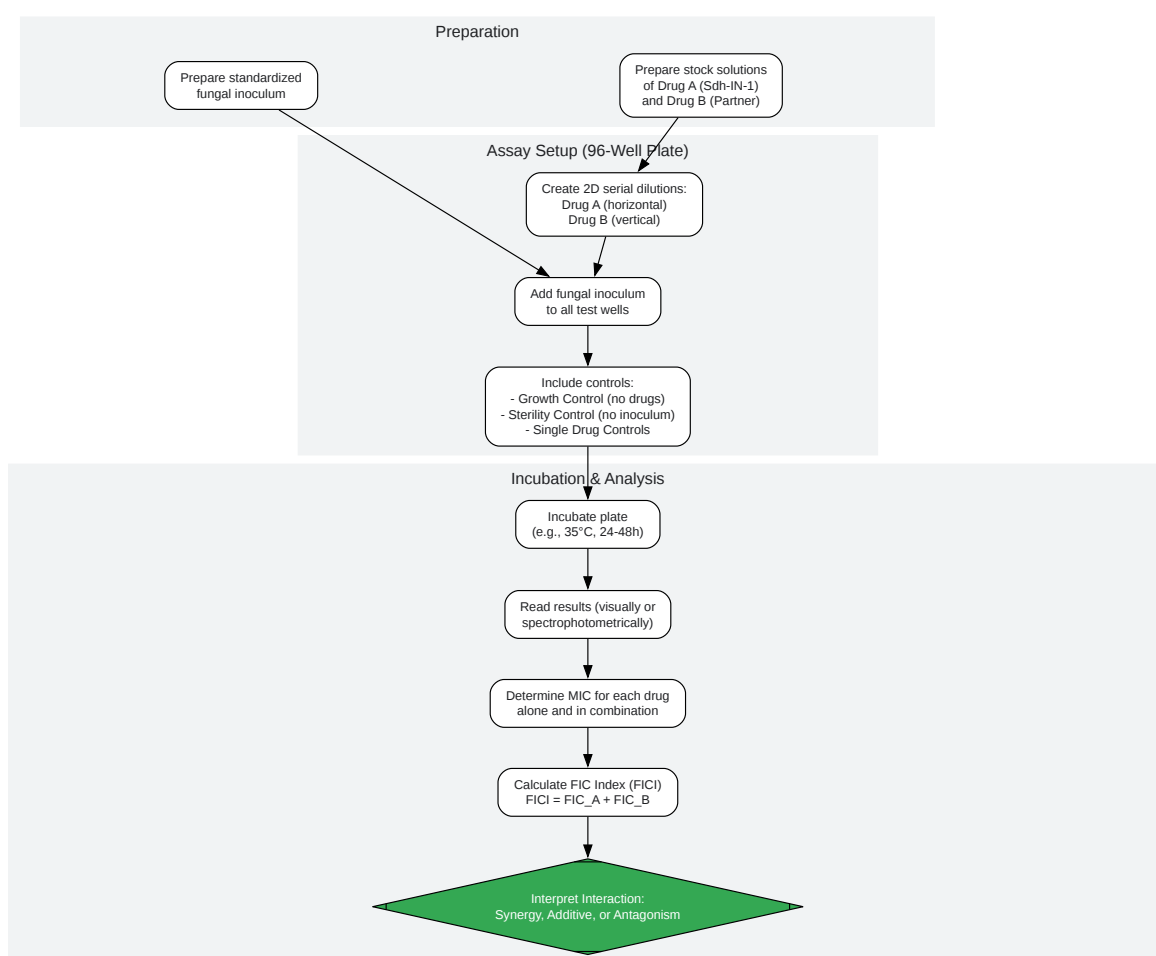 Preparation
Prepare standardized
fungal inoculum
Prepare stock solutions
of Drug A (Sdh-IN-1)
and Drug B (Partner)
Assay Setup (96-Well Plate)
Create 2D serial dilutions:
Drug A (horizontal)
Drug B (vertical)
Add fungal inoculum
to all test wells
Include controls:
- Growth Control (no drugs)
- Sterility Control (no inoculum)
- Single Drug Controls
Incubation & Analysis
Incubate plate
(e.g., 35°C, 24-48h)
Read results (visually or
spectrophotometrically)
Determine MIC for each drug
alone and in combination
Calculate FIC Index (FICI)
FICI = FIC_A + FIC_B
Interpret Interaction:
Synergy, Additive, or Antagonism